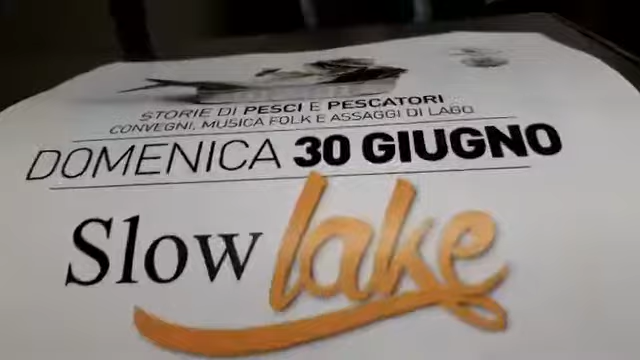 STORIE DI PESCI E PESCATORI
CONVEGNI, MUSICA FOLK E ASSAGGI DI LAGO
DOMENICA 30 GIUGNO
Slow lake